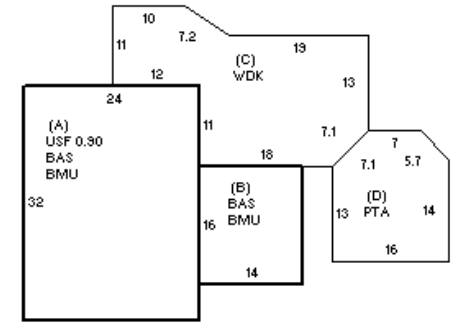 10
7.2
11
19
(C)
WDK
12
13
24
(A)
USF 0.90
BAS
BMU
11
7.1
7
18
7.1
5.7
32
(B)
BAS
BMU
16
(D)
PTA
13
14
16
14